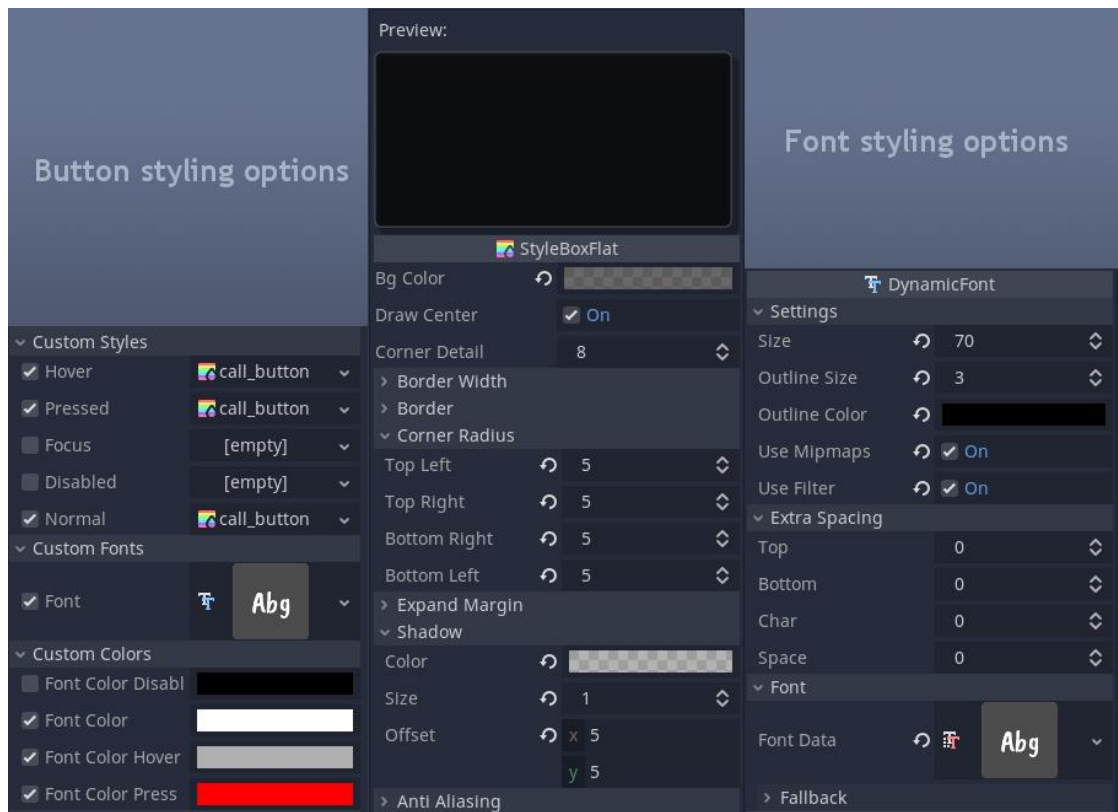 Button styling options
Custom Styles
Hover call_button
Pressed call_button
Focus [empty]
Disabled [empty]
Normal call_button
Custom Fonts
Font Abg
Custom Colors
Font Color Disabl
Font Color
Font Color Hover
Font Color Press
Preview:
StyleBoxFlat
Bg Color
Draw Center On
Corner Detail 8
Border Width
Border
Corner Radius
Top Left 5
Top Right 5
Bottom Right 5
Bottom Left 5
Expand Margin
Shadow
Color
Size 1
Offset x 5
y 5
Anti Aliasing
Font styling options
DynamicFont
Settings
Size 70
Outline Size 3
Outline Color
Use Mipmaps On
Use Filter On
Extra Spacing
Top 0
Bottom 0
Char 0
Space 0
Font
Font Data Abg
Fallback